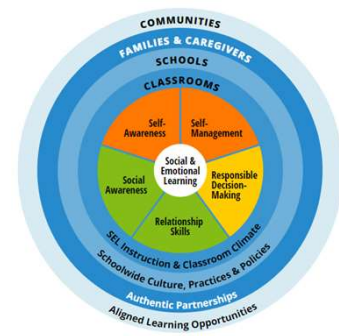 COMMUNITIES
FAMILIES & CAREGIVERS
SCHOOLS
CLASSROOMS
Self-
Awareness
Self-
Management
Social &
Emotional
Learning
Social
Awareness
Responsible
Decision-
Making
Relationship
Skills
SEL Instruction & Classroom Climate
Schoolwide Culture, Practices & Policies
Authentic Partnerships
Aligned Learning Opportunities